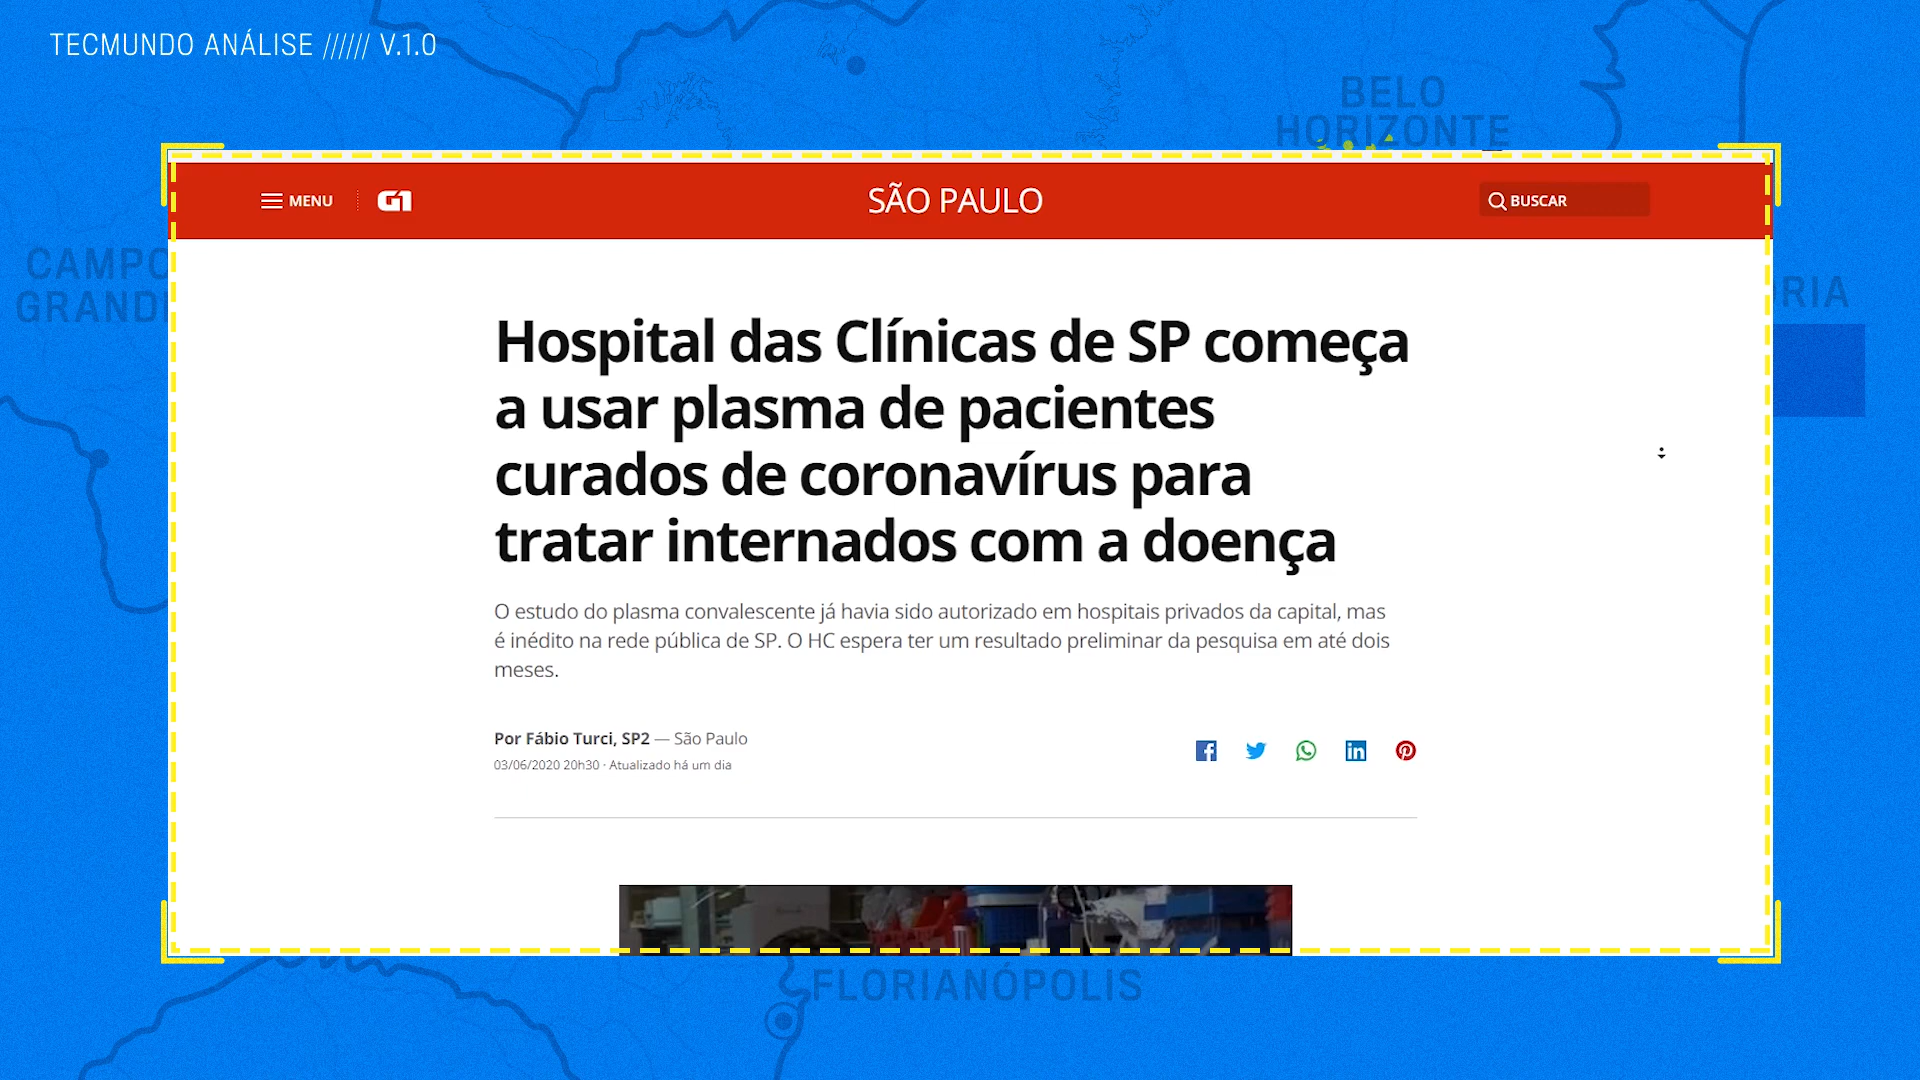 TECMUNDO ANÁLISE ////// V.1.0
BELO
HORIZONTE
MENU
G1
SÃO PAULO
BUSCAR
CAMPO
GRAND
RIA
Hospital das Clínicas de SP começa
a usar plasma de pacientes
curados de coronavírus para
tratar internados com a doença
O estudo do plasma convalescente já havia sido autorizado em hospitais privados da capital, mas
é inédito na rede pública de SP. O HC espera ter um resultado preliminar da pesquisa em até dois
meses.
Por Fábio Turci, SP2 — São Paulo
03/06/2020 20h30 · Atualizado há um dia
FLORIANÓPOLIS